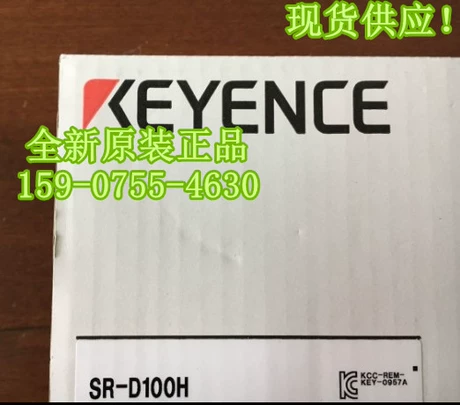 现货供应！
KEYENCE
全新原装正品
159-0755-4630
SR-D100H
KCC-REM-
KEY-0957A